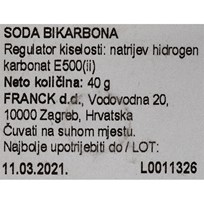 SODA BIKARBONA
Regulator kiselosti: natrijev hidrogen
karbonat E500(ii)
Neto količina: 40 g
FRANCK d.d., Vodovodna 20,
10000 Zagreb, Hrvatska
Čuvati na suhom mjestu.
Najbolje upotrijebiti do / LOT:
11.03.2021. L0011326